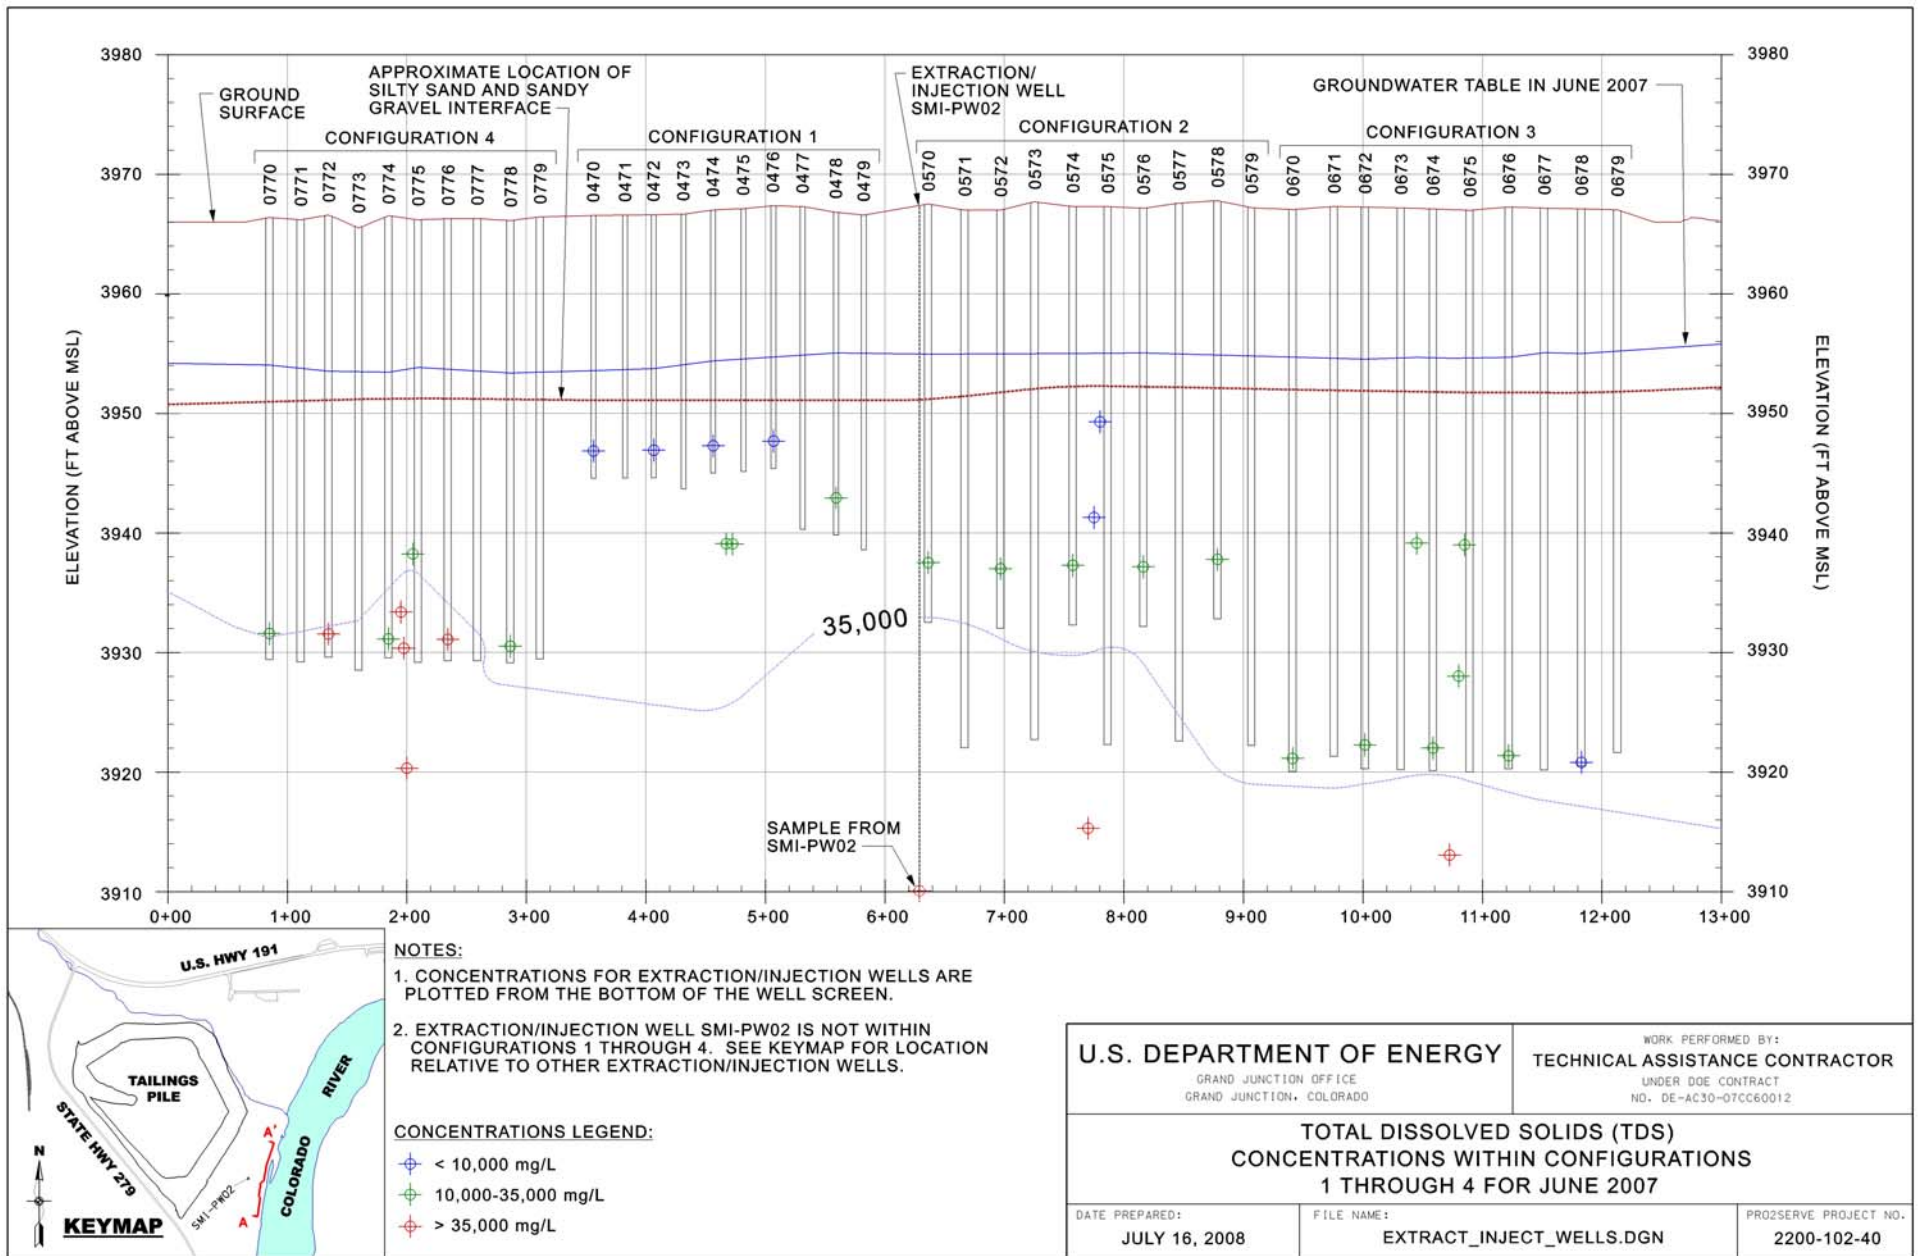 3980
3970
3960
3950
3940
3930
3920
3910
ELEVATION (FT ABOVE MSL)
GROUND
SURFACE
APPROXIMATE LOCATION OF
SILTY SAND AND SANDY
GRAVEL INTERFACE
EXTRACTION/
INJECTION WELL
SMI-PW02
GROUNDWATER TABLE IN JUNE 2007
CONFIGURATION 4
0770
0771
0772
0773
0774
0775
0776
0777
0778
0779
CONFIGURATION 1
0470
0471
0472
0473
0474
0475
0476
0477
0478
0479
CONFIGURATION 2
0570
0571
0572
0573
0574
0575
0576
0577
0578
0579
CONFIGURATION 3
0670
0671
0672
0673
0674
0675
0676
0677
0678
0679
35,000
SAMPLE FROM
SMI-PW02
3980
3970
3960
3950
3940
3930
3920
3910
ELEVATION (FT ABOVE MSL)
0+00 1+00 2+00 3+00 4+00 5+00 6+00 7+00 8+00 9+00 10+00 11+00 12+00 13+00
U.S. HWY 191
TAILINGS
PILE
STATE HWY 279
RIVER
COLORADO
A'
A
SMI-PW02
N
KEYMAP
NOTES:
1. CONCENTRATIONS FOR EXTRACTION/INJECTION WELLS ARE
PLOTTED FROM THE BOTTOM OF THE WELL SCREEN.
2. EXTRACTION/INJECTION WELL SMI-PW02 IS NOT WITHIN
CONFIGURATIONS 1 THROUGH 4. SEE KEYMAP FOR LOCATION
RELATIVE TO OTHER EXTRACTION/INJECTION WELLS.
CONCENTRATIONS LEGEND:
< 10,000 mg/L
10,000-35,000 mg/L
> 35,000 mg/L
U.S. DEPARTMENT OF ENERGY
GRAND JUNCTION OFFICE
GRAND JUNCTION, COLORADO
WORK PERFORMED BY:
TECHNICAL ASSISTANCE CONTRACTOR
UNDER DOE CONTRACT
NO. DE-AC30-07CC60012
TOTAL DISSOLVED SOLIDS (TDS)
CONCENTRATIONS WITHIN CONFIGURATIONS
1 THROUGH 4 FOR JUNE 2007
DATE PREPARED:
JULY 16, 2008
FILE NAME:
EXTRACT_INJECT_WELLS.DGN
PRO2SERVE PROJECT NO.
2200-102-40